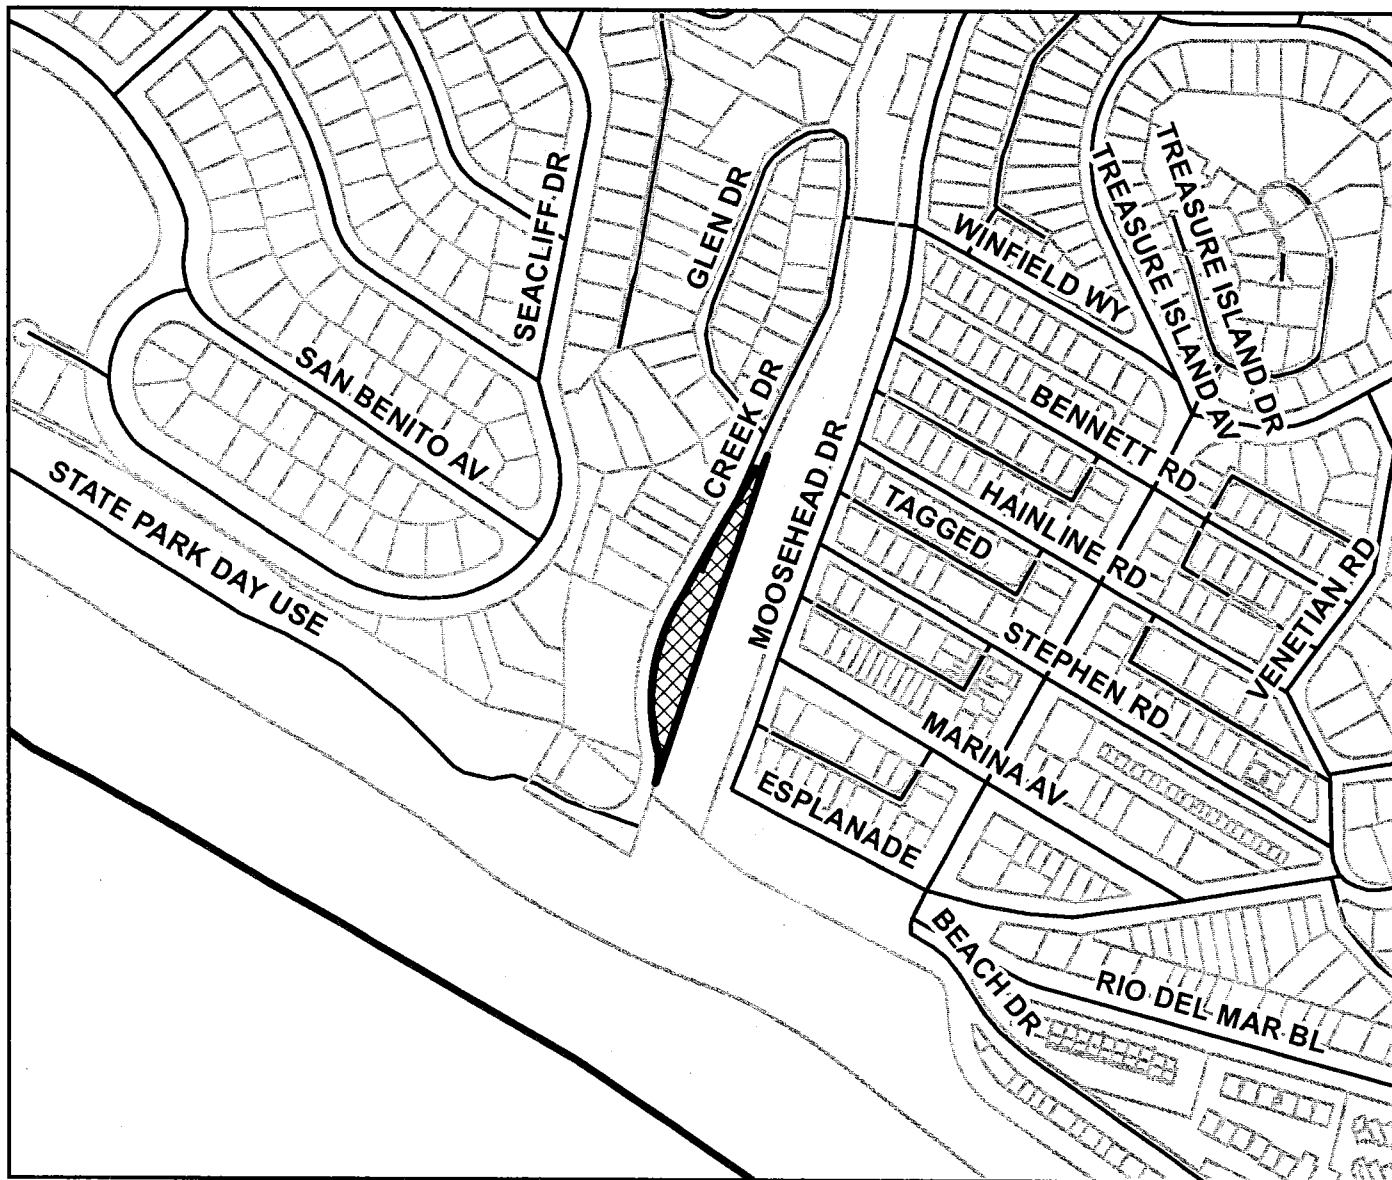 SEACLIFF DR
GLEN DR
TREASURE ISLAND DR
TREASURE ISLAND AV
WINFIELD WY
SAN BENITO AV
CREEK DR
BENNETT RD
STATE PARK DAY USE
MOOSEHEAD DR
TAGGED
HAINLINE RD
VENETIAN RD
STEPHEN RD
MARINA AV
ESPLANADE
BEACH DR
RIO DEL MAR BL